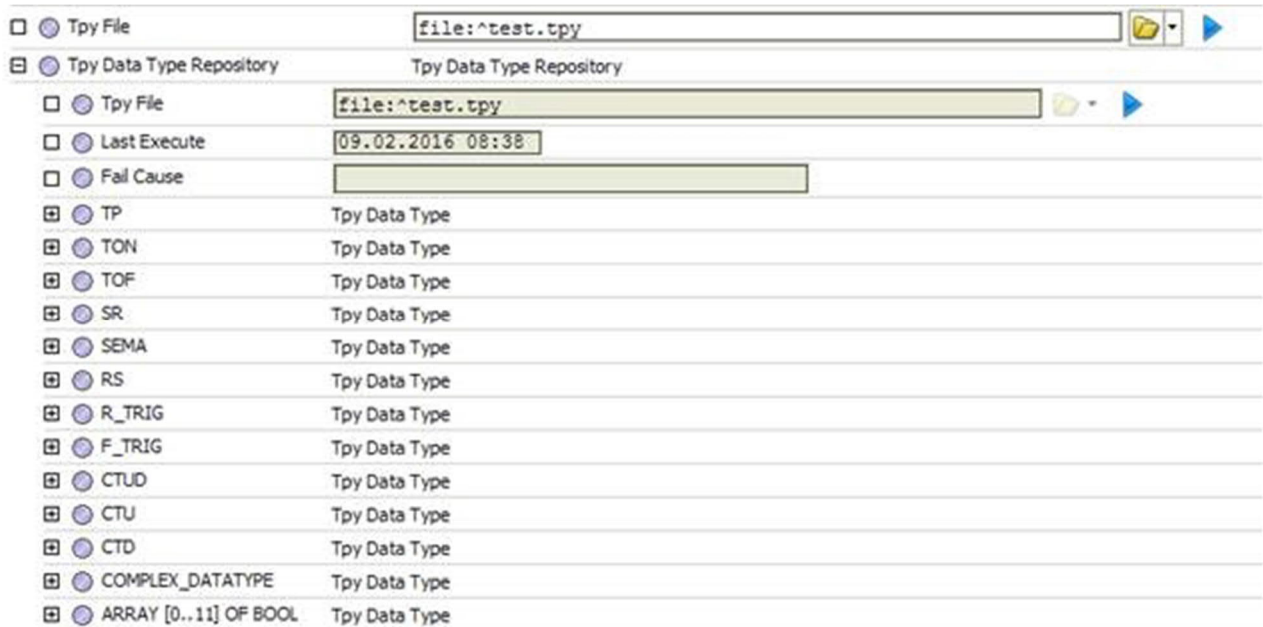 Tpy File file:^test.tpy
Tpy Data Type Repository Tpy Data Type Repository
Tpy File file:^test.tpy
Last Execute 09.02.2016 08:38
Fail Cause
TP Tpy Data Type
TON Tpy Data Type
TOF Tpy Data Type
SR Tpy Data Type
SEMA Tpy Data Type
RS Tpy Data Type
R_TRIG Tpy Data Type
F_TRIG Tpy Data Type
CTUD Tpy Data Type
CTU Tpy Data Type
CTD Tpy Data Type
COMPLEX_DATATYPE Tpy Data Type
ARRAY [0..11] OF BOOL Tpy Data Type